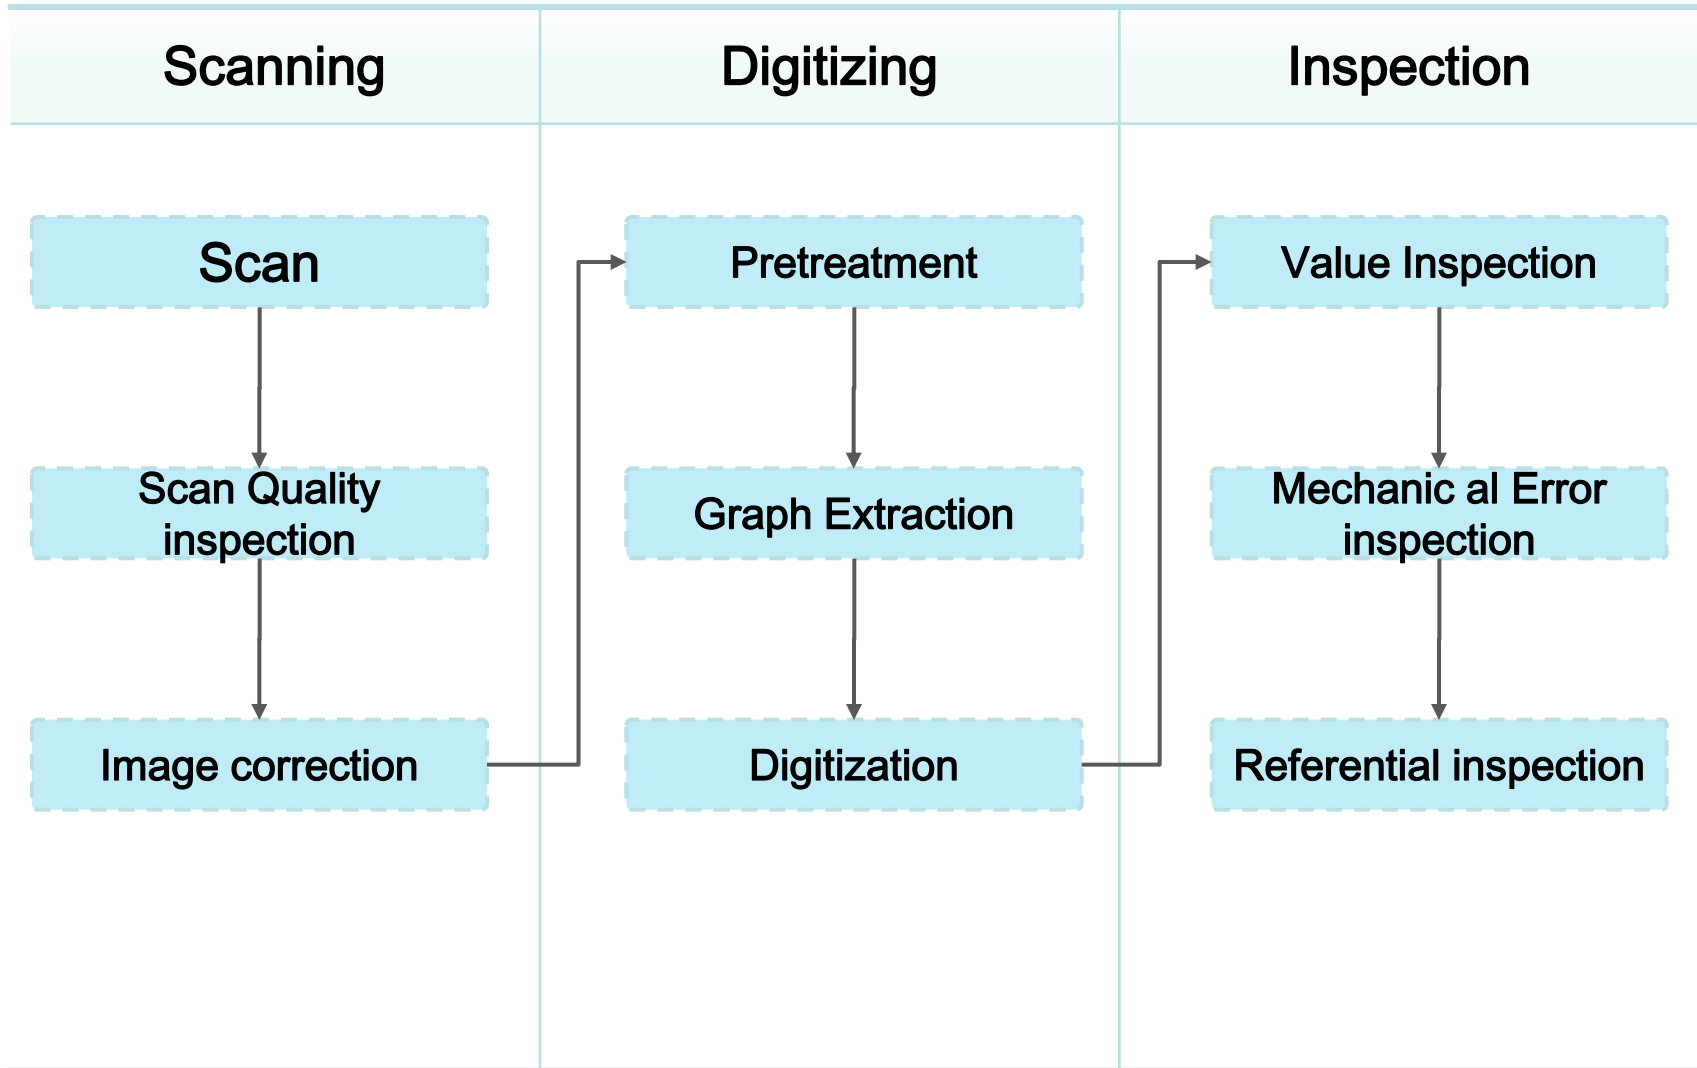 Scanning
Digitizing
Inspection
Scan
Scan Quality
inspection
Image correction
Pretreatment
Graph Extraction
Digitization
Value Inspection
Mechanic al Error
inspection
Referential inspection